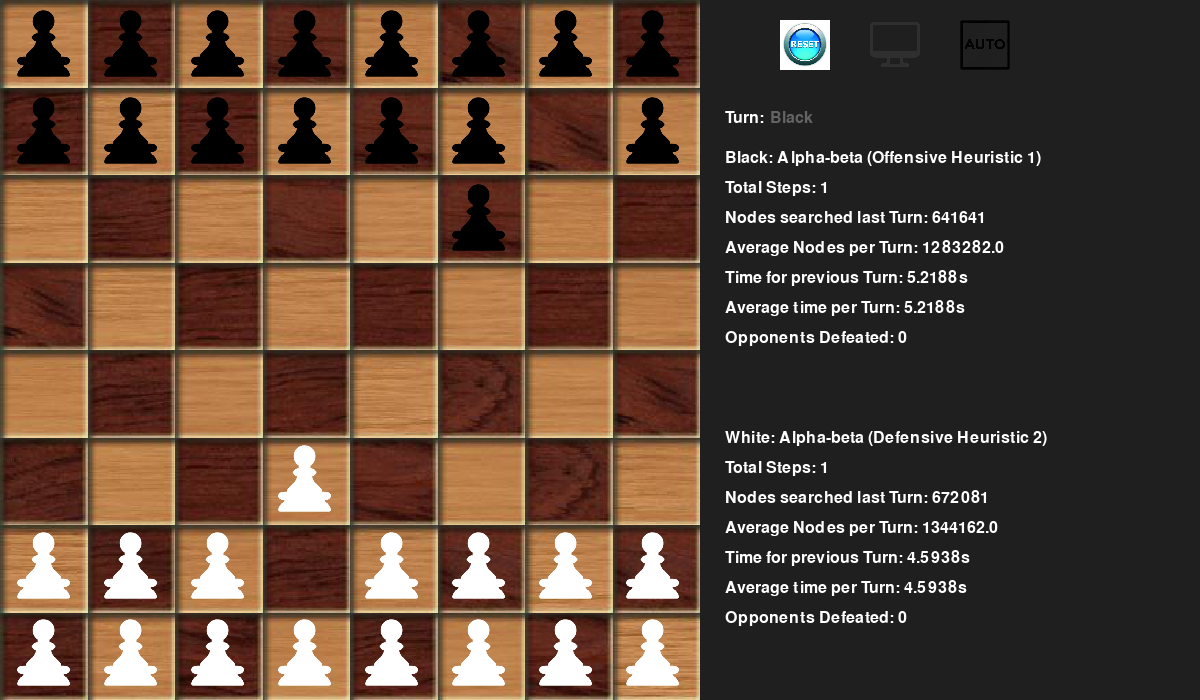 RESET
AUTO
Turn: Black
Black: Alpha-beta (Offensive Heuristic 1)
Total Steps: 1
Nodes searched last Turn: 641641
Average Nodes per Turn: 1283282.0
Time for previous Turn: 5.2188s
Average time per Turn: 5.2188s
Opponents Defeated: 0
White: Alpha-beta (Defensive Heuristic 2)
Total Steps: 1
Nodes searched last Turn: 672081
Average Nodes per Turn: 1344162.0
Time for previous Turn: 4.5938s
Average time per Turn: 4.5938s
Opponents Defeated: 0